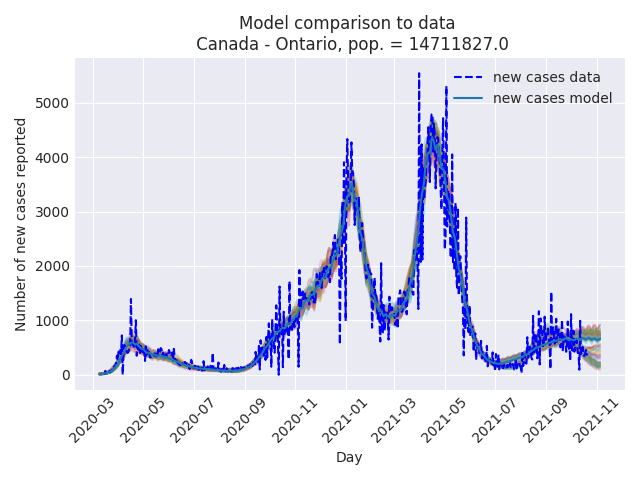 Model comparison to data
Canada - Ontario, pop. = 14711827.0
new cases data
new cases model
Number of new cases reported
5000
4000
3000
2000
1000
0
2020-03
2020-05
2020-07
2020-09
2020-11
2021-01
2021-03
2021-05
2021-07
2021-09
2021-11
Day